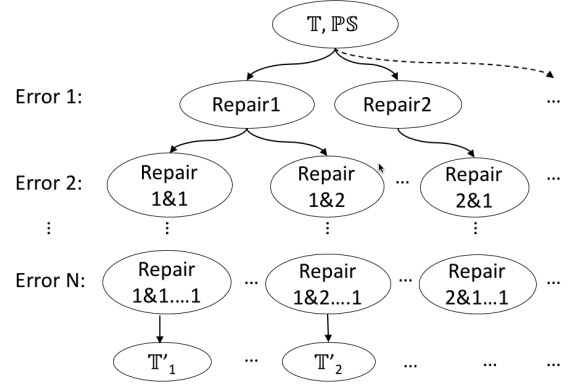 𝕋, ℙ𝕊
Error 1:
Repair1
Repair2
...
Error 2:
Repair
1&1
Repair
1&2
...
Repair
2&1
...
⋮
⋮
⋮
⋮
Error N:
Repair
1&1....1
...
Repair
1&2....1
...
Repair
2&1...1
...
𝕋'₁
...
𝕋'₂
...
...
...